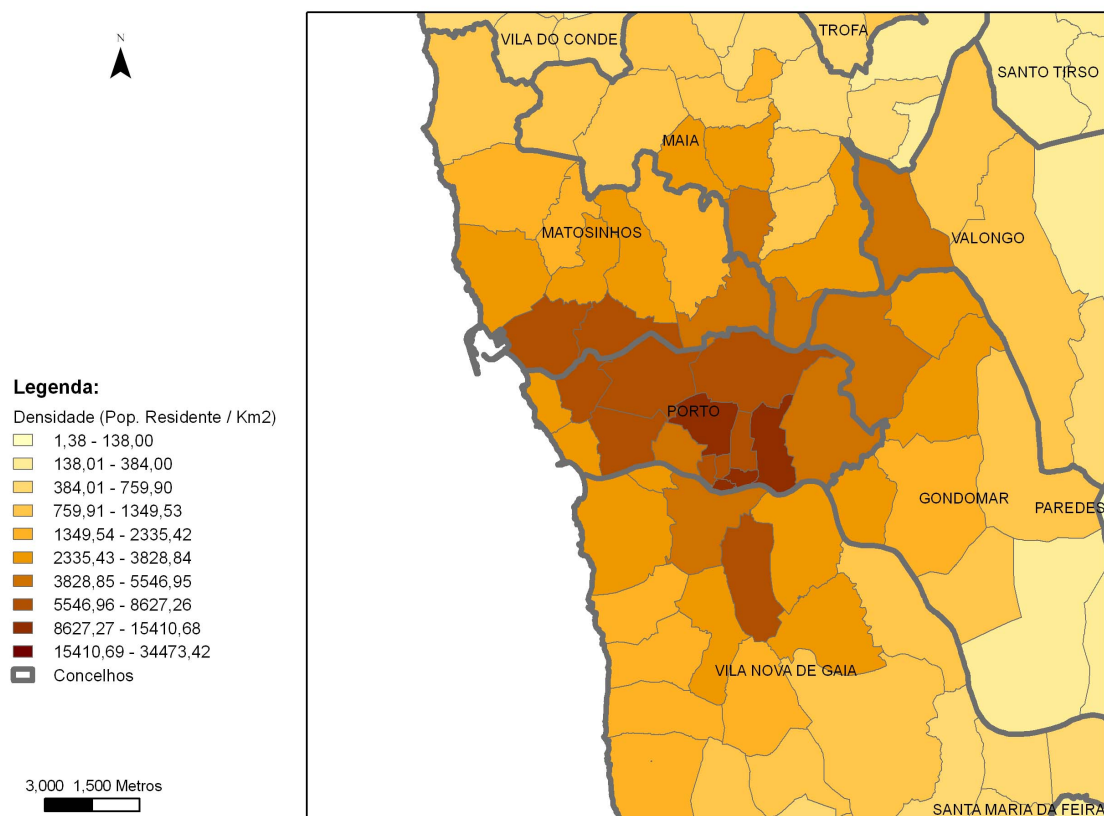 N
VILA DO CONDE
TROFA
SANTO TIRSO
MAIA
MATOSINHOS
VALONGO
PORTO
GONDOMAR
PAREDES
VILA NOVA DE GAIA
SANTA MARIA DA FEIRA
Legenda:
Densidade (Pop. Residente / Km2)
1,38 - 138,00
138,01 - 384,00
384,01 - 759,90
759,91 - 1349,53
1349,54 - 2335,42
2335,43 - 3828,84
3828,85 - 5546,95
5546,96 - 8627,26
8627,27 - 15410,68
15410,69 - 34473,42
Concelhos
3,000 1,500 Metros